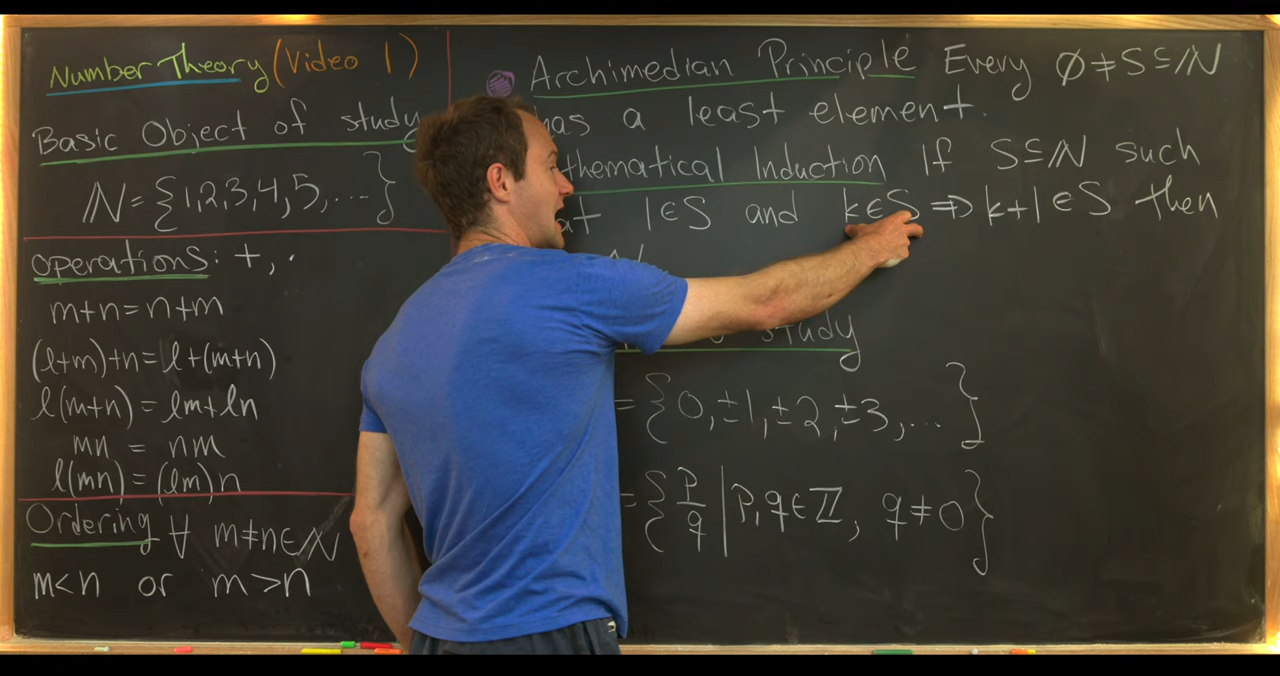 Number Theory (Video 1)
Basic Object of study
ℕ = {1,2,3,4,5, ... }
Operations: +, ·
m+n=n+m
(ℓ+m)+n=ℓ+(m+n)
ℓ(m+n) = ℓm+ℓn
mn = nm
ℓ(mn) = (ℓm)n
Ordering ∀ m≠n∈ℕ
m<n or m>n
Archimedian Principle Every ∅≠S⊆ℕ
has a least element.
thematical Induction If S⊆ℕ such
at 1∈S and k∈S ⇒ k+1∈S then
study
= {0, ±1, ±2, ±3, ... }
= {p/q | p,q∈ℤ, q≠0}